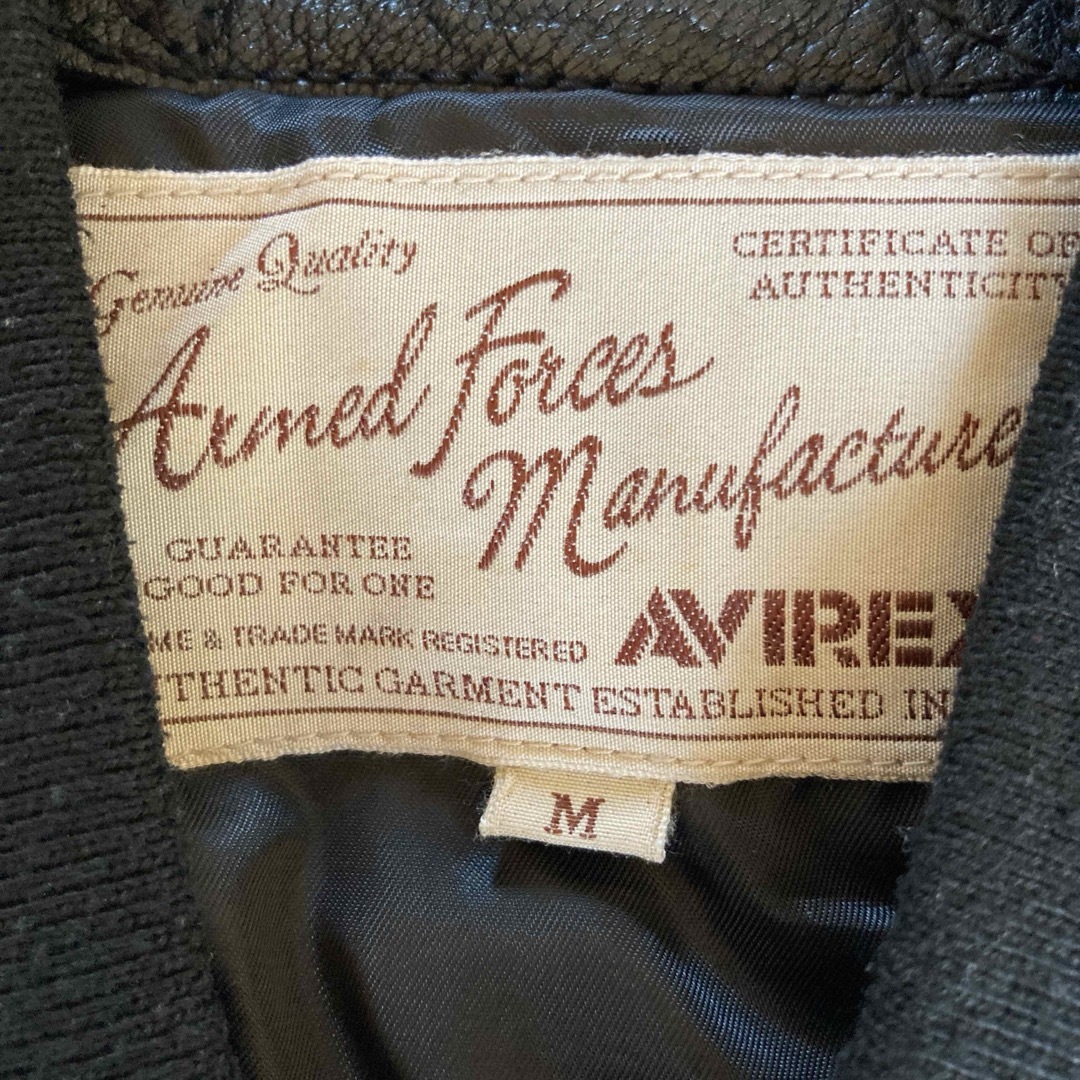 Genuine Quality
CERTIFICATE OF
AUTHENTICITY
Armed Forces
Manufacture
GUARANTEE
GOOD FOR ONE
ME & TRADE MARK REGISTERED
AVIREX
THENTIC GARMENT ESTABLISHED IN
M